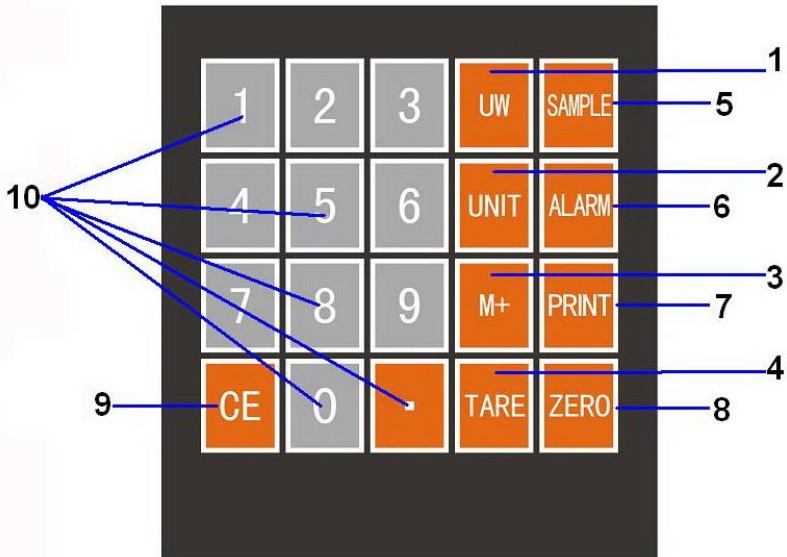 1 2 3 UW SAMPLE 1
5
4 5 6 UNIT ALARM 2
10 6
7 8 9 M+ PRINT 3
7
CE 0 . TARE ZERO 4
9 8